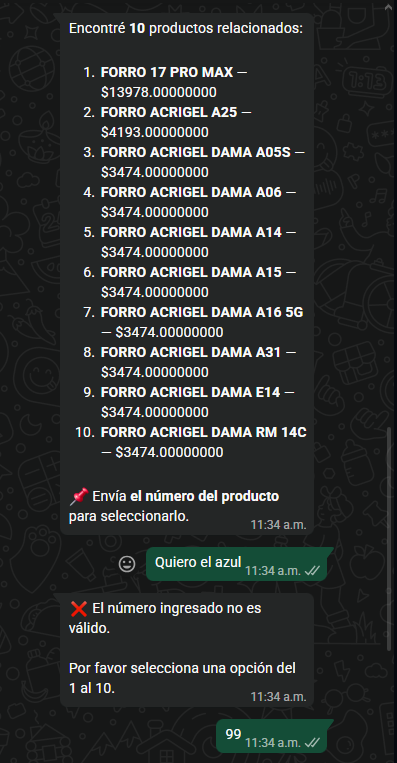 Encontré 10 productos relacionados:
1. FORRO 17 PRO MAX —
$13978.00000000
2. FORRO ACRIGEL A25 —
$4193.00000000
3. FORRO ACRIGEL DAMA A05S —
$3474.00000000
4. FORRO ACRIGEL DAMA A06 —
$3474.00000000
5. FORRO ACRIGEL DAMA A14 —
$3474.00000000
6. FORRO ACRIGEL DAMA A15 —
$3474.00000000
7. FORRO ACRIGEL DAMA A16 5G
— $3474.00000000
8. FORRO ACRIGEL DAMA A31 —
$3474.00000000
9. FORRO ACRIGEL DAMA E14 —
$3474.00000000
10. FORRO ACRIGEL DAMA RM 14C
— $3474.00000000
📌 Envía el número del producto
para seleccionarlo.
11:34 a.m.
Quiero el azul 11:34 a.m.
❌ El número ingresado no es
válido.
Por favor selecciona una opción del
1 al 10.
11:34 a.m.
99 11:34 a.m.